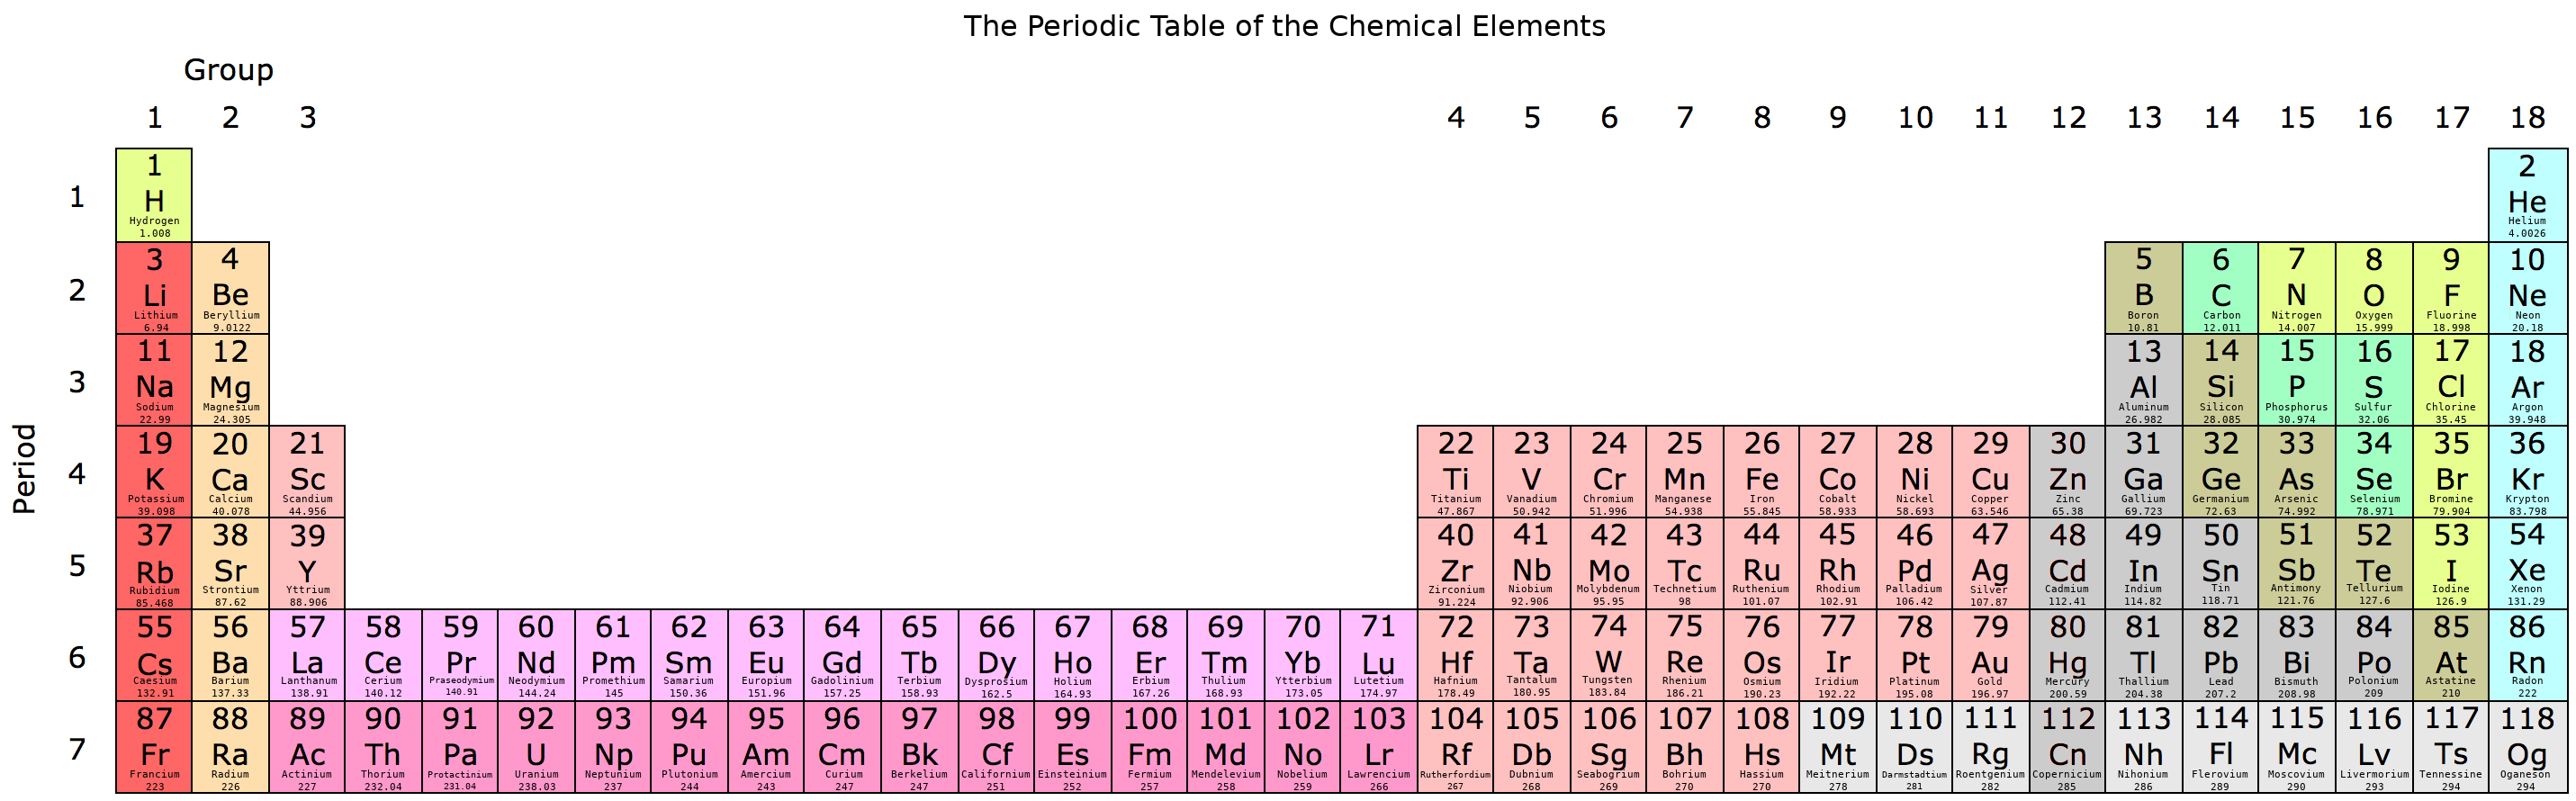 The Periodic Table of the Chemical Elements
Group
1 2 3 4 5 6 7 8 9 10 11 12 13 14 15 16 17 18
Period
1
1 2
H He
Hydrogen Helium
1.008 4.0026
2
3 4 5 6 7 8 9 10
Li Be B C N O F Ne
Lithium Beryllium Boron Carbon Nitrogen Oxygen Fluorine Neon
6.94 9.0122 10.81 12.011 14.007 15.999 18.998 20.18
3
11 12 13 14 15 16 17 18
Na Mg Al Si P S Cl Ar
Sodium Magnesium Aluminum Silicon Phosphorus Sulfur Chlorine Argon
22.99 24.305 26.982 28.085 30.974 32.06 35.45 39.948
4
19 20 21 22 23 24 25 26 27 28 29 30 31 32 33 34 35 36
K Ca Sc Ti V Cr Mn Fe Co Ni Cu Zn Ga Ge As Se Br Kr
Potassium Calcium Scandium Titanium Vanadium Chromium Manganese Iron Cobalt Nickel Copper Zinc Gallium Germanium Arsenic Selenium Bromine Krypton
39.098 40.078 44.956 47.867 50.942 51.996 54.938 55.845 58.933 58.693 63.546 65.38 69.723 72.63 74.992 78.971 79.904 83.798
5
37 38 39 40 41 42 43 44 45 46 47 48 49 50 51 52 53 54
Rb Sr Y Zr Nb Mo Tc Ru Rh Pd Ag Cd In Sn Sb Te I Xe
Rubidium Strontium Yttrium Zirconium Niobium Molybdenum Technetium Ruthenium Rhodium Palladium Silver Cadmium Indium Tin Antimony Tellurium Iodine Xenon
85.468 87.62 88.906 91.224 92.906 95.95 98 101.07 102.91 106.42 107.87 112.41 114.82 118.71 121.76 127.6 126.9 131.29
6
55 56 57 58 59 60 61 62 63 64 65 66 67 68 69 70 71 72 73 74 75 76 77 78 79 80 81 82 83 84 85 86
Cs Ba La Ce Pr Nd Pm Sm Eu Gd Tb Dy Ho Er Tm Yb Lu Hf Ta W Re Os Ir Pt Au Hg Tl Pb Bi Po At Rn
Caesium Barium Lanthanum Cerium Praseodymium Neodymium Promethium Samarium Europium Gadolinium Terbium Dysprosium Holium Erbium Thulium Ytterbium Lutetium Hafnium Tantalum Tungsten Rhenium Osmium Iridium Platinum Gold Mercury Thallium Lead Bismuth Polonium Astatine Radon
132.91 137.33 138.91 140.12 140.91 144.24 145 150.36 151.96 157.25 158.93 162.5 164.93 167.26 168.93 173.05 174.97 178.49 180.95 183.84 186.21 190.23 192.22 195.08 196.97 200.59 204.38 207.2 208.98 209 210 222
7
87 88 89 90 91 92 93 94 95 96 97 98 99 100 101 102 103 104 105 106 107 108 109 110 111 112 113 114 115 116 117 118
Fr Ra Ac Th Pa U Np Pu Am Cm Bk Cf Es Fm Md No Lr Rf Db Sg Bh Hs Mt Ds Rg Cn Nh Fl Mc Lv Ts Og
Francium Radium Actinium Thorium Protactinium Uranium Neptunium Plutonium Amercium Curium Berkelium Californium Einsteinium Fermium Mendelevium Nobelium Lawrencium Rutherfordium Dubnium Seabogrium Bohrium Hassium Meitnerium Darmstadtium Roentgenium Copernicium Nihonium Flerovium Moscovium Livermorium Tennessine Oganeson
223 226 227 232.04 231.04 238.03 237 244 243 247 247 251 252 257 258 259 266 267 268 269 270 270 278 281 282 285 286 289 290 293 294 294